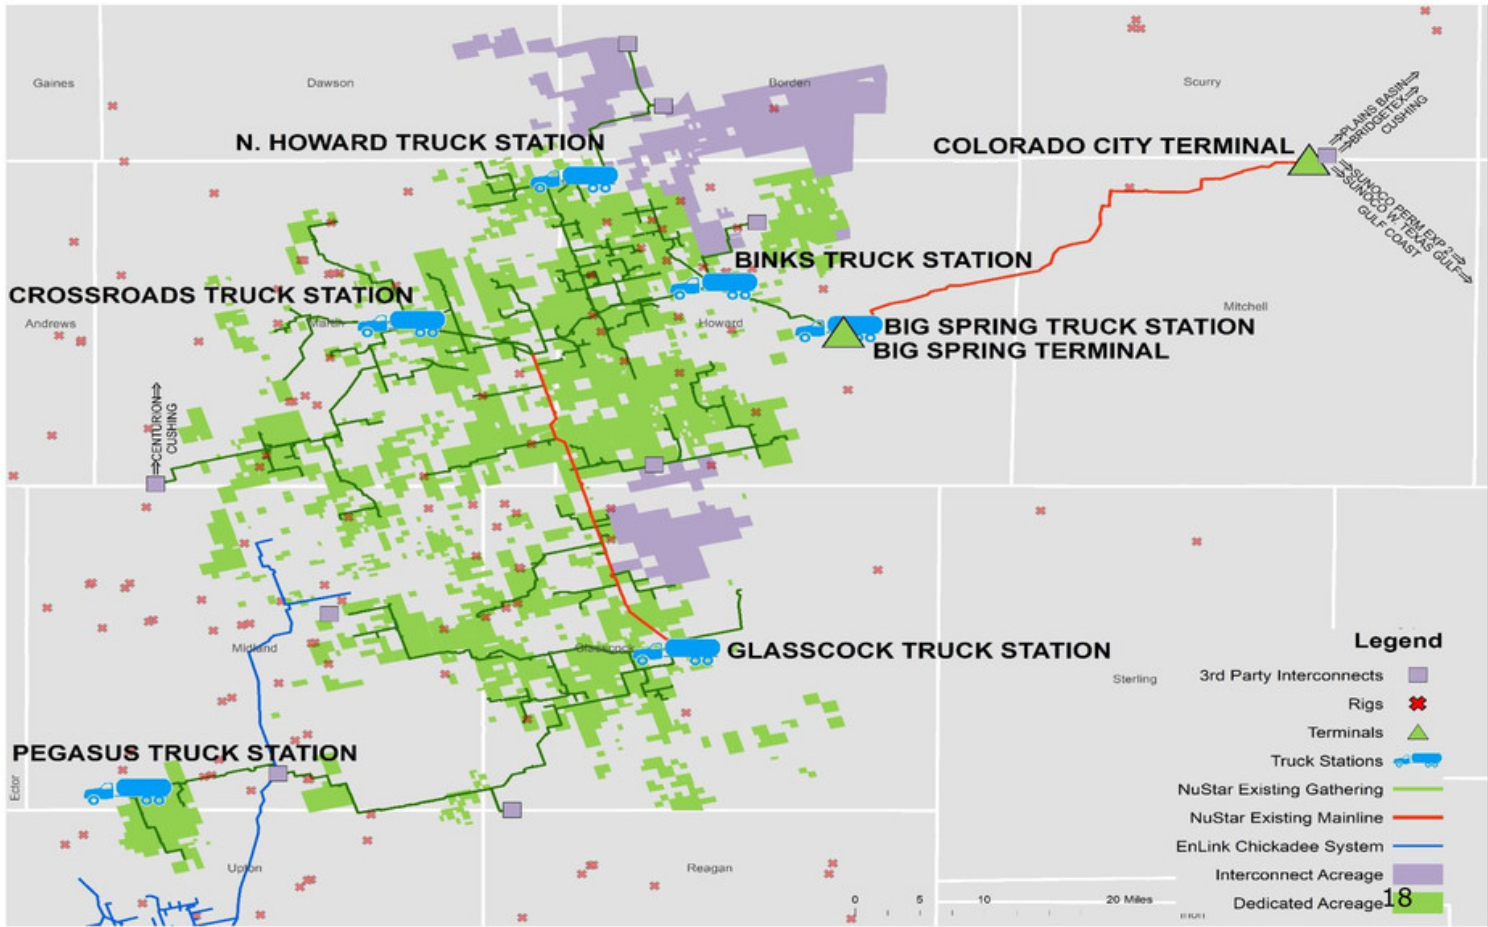 Gaines
Dawson
Borden
Scurry
⇒PLAINS BASIN⇒
⇒BRIDGETEX⇒
CUSHING
N. HOWARD TRUCK STATION
COLORADO CITY TERMINAL
⇒SUNOCO PERM EXP 2⇒
⇒SUNOCO W. TEXAS GULF⇒
GULF COAST
BINKS TRUCK STATION
CROSSROADS TRUCK STATION
Andrews
Martin
Howard
Mitchell
BIG SPRING TRUCK STATION
BIG SPRING TERMINAL
⇒CENTURION⇒
CUSHING
Midland
Glasscock
GLASSCOCK TRUCK STATION
Sterling
PEGASUS TRUCK STATION
Ector
Upton
Reagan
Legend
3rd Party Interconnects
Rigs
Terminals
Truck Stations
NuStar Existing Gathering
NuStar Existing Mainline
EnLink Chickadee System
Interconnect Acreage
Dedicated Acreage
18
0 5 10 20 Miles